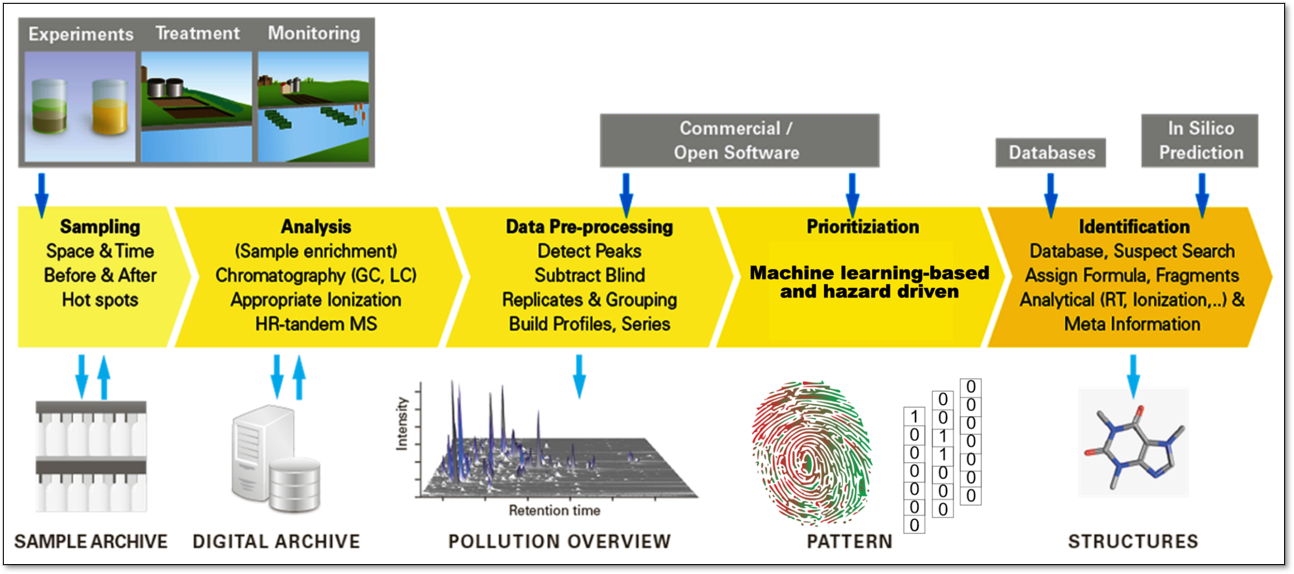 Experiments Treatment Monitoring
Commercial /
Open Software
Databases
In Silico
Prediction
Sampling
Space & Time
Before & After
Hot spots
Analysis
(Sample enrichment)
Chromatography (GC, LC)
Appropriate Ionization
HR-tandem MS
Data Pre-processing
Detect Peaks
Subtract Blind
Replicates & Grouping
Build Profiles, Series
Prioritiziation
Machine learning-based
and hazard driven
Identification
Database, Suspect Search
Assign Formula, Fragments
Analytical (RT, Ionization,..) &
Meta Information
Intensity
Retention time
1
0
0
0
0
0
0
0
0
1
1
0
0
0
0
0
0
0
0
0
0
SAMPLE ARCHIVE
DIGITAL ARCHIVE
POLLUTION OVERVIEW
PATTERN
STRUCTURES